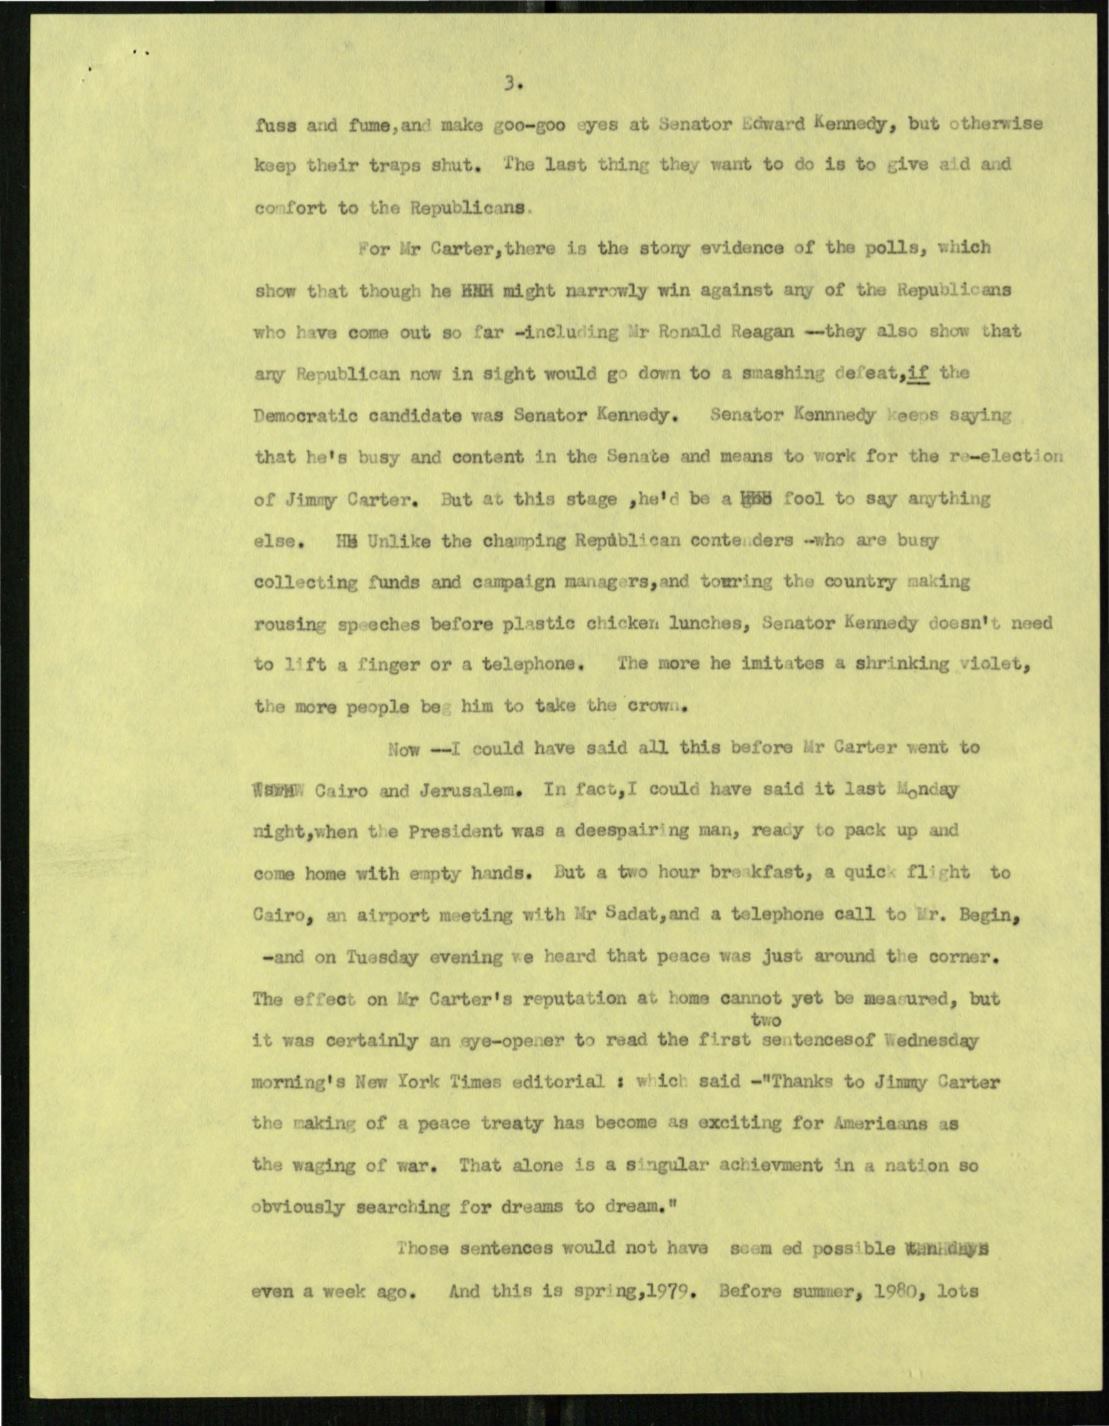 3.
fuss and fume,and make goo-goo eyes at Senator Edward Kennedy, but otherwise
keep their traps shut. The last thing they want to do is to give aid and
comfort to the Republicans.
For Mr Carter,there is the stony evidence of the polls, which
show that though he might narrowly win against any of the Republicans
who have come out so far -including Mr Ronald Reagan --they also show that
any Republican now in sight would go down to a smashing defeat,if the
Democratic candidate was Senator Kennedy. Senator Kennnedy keeps saying
that he's busy and content in the Senate and means to work for the re-election
of Jimmy Carter. But at this stage ,he'd be a fool to say anything
else. Unlike the champing Republican contenders --who are busy
collecting funds and campaign managers,and touring the country making
rousing speeches before plastic chicken lunches, Senator Kennedy doesn't need
to lift a finger or a telephone. The more he imitates a shrinking violet,
the more people beg him to take the crown.
Now --I could have said all this before Mr Carter went to
Cairo and Jerusalem. In fact,I could have said it last Monday
night,when the President was a deespairing man, ready to pack up and
come home with empty hands. But a two hour breakfast, a quick flight to
Cairo, an airport meeting with Mr Sadat,and a telephone call to Mr. Begin,
-and on Tuesday evening we heard that peace was just around the corner.
The effect on Mr Carter's reputation at home cannot yet be measured, but
two
it was certainly an eye-opener to read the first sentencesof Wednesday
morning's New York Times editorial : which said -"Thanks to Jimmy Carter
the making of a peace treaty has become as exciting for Americans as
the waging of war. That alone is a singular achievment in a nation so
obviously searching for dreams to dream."
Those sentences would not have seem ed possible
even a week ago. And this is spring,1979. Before summer, 1980, lots